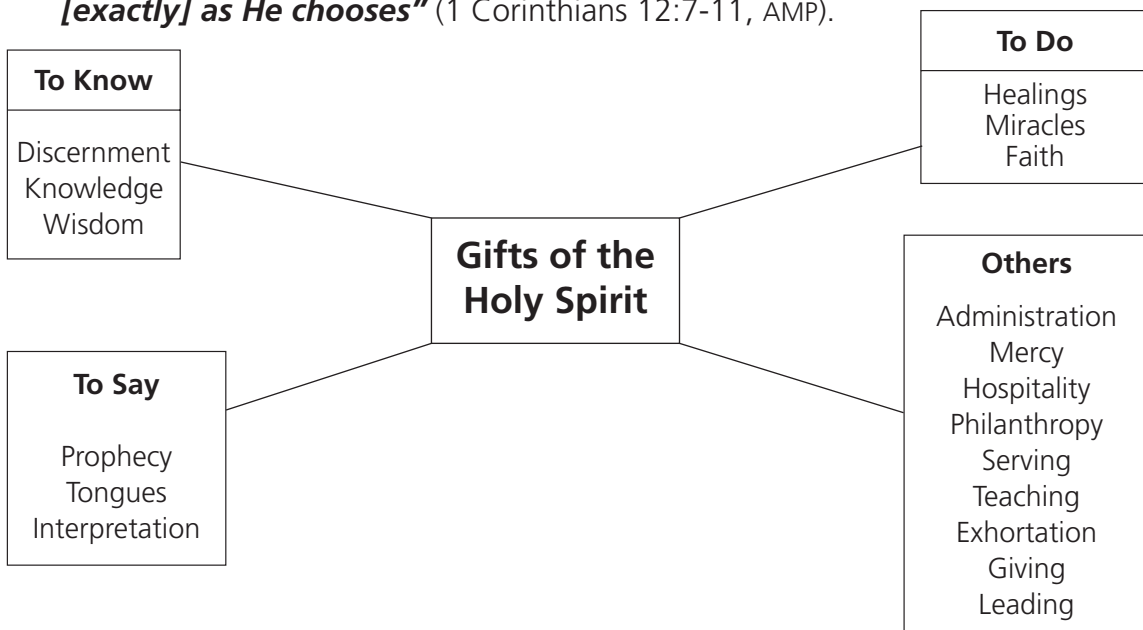 [exactly] as He chooses” (1 Corinthians 12:7-11, AMP).
To Know
Discernment
Knowledge
Wisdom
To Do
Healings
Miracles
Faith
Gifts of the
Holy Spirit
To Say
Prophecy
Tongues
Interpretation
Others
Administration
Mercy
Hospitality
Philanthropy
Serving
Teaching
Exhortation
Giving
Leading